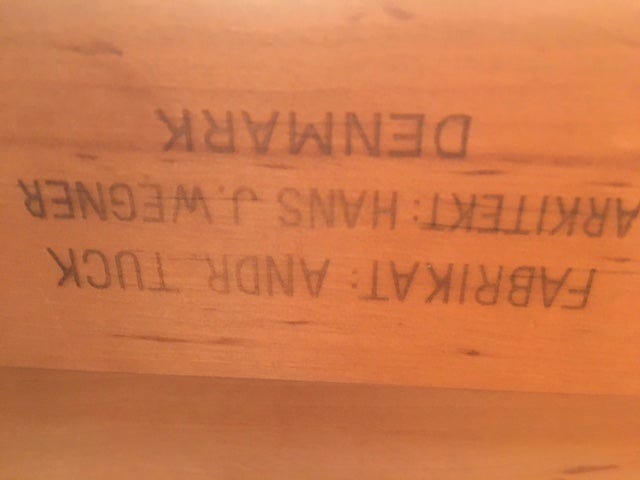 FABRIKAT: ANDR. TUCK
ARKITEKT: HANS J. WEGNER
DENMARK